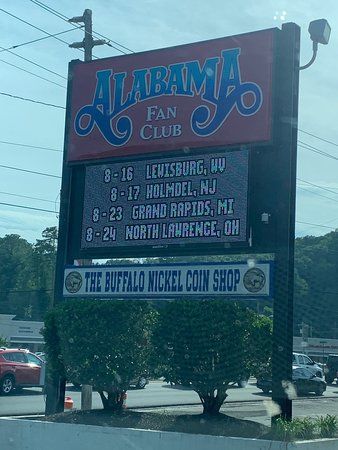 ALABAMA
FAN
CLUB
8 - 16 LEWISBURG, WV
8 - 17 HOLMDEL, NJ
8 - 23 GRAND RAPIDS, MI
8 - 24 NORTH LAWRENCE, OH
THE BUFFALO NICKEL COIN SHOP